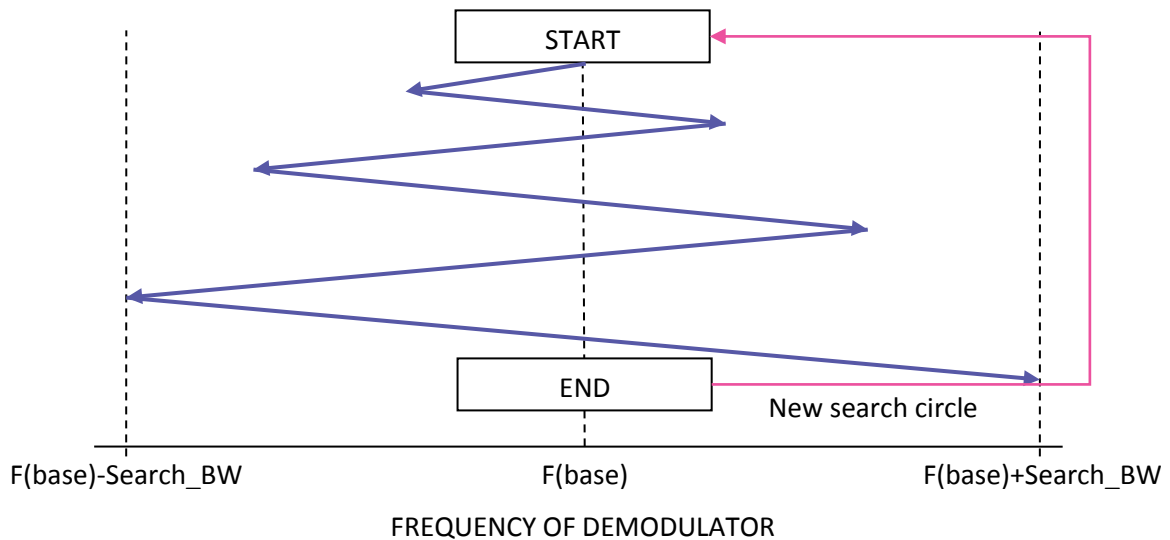 START
END
New search circle
F(base)-Search_BW
F(base)
F(base)+Search_BW
FREQUENCY OF DEMODULATOR